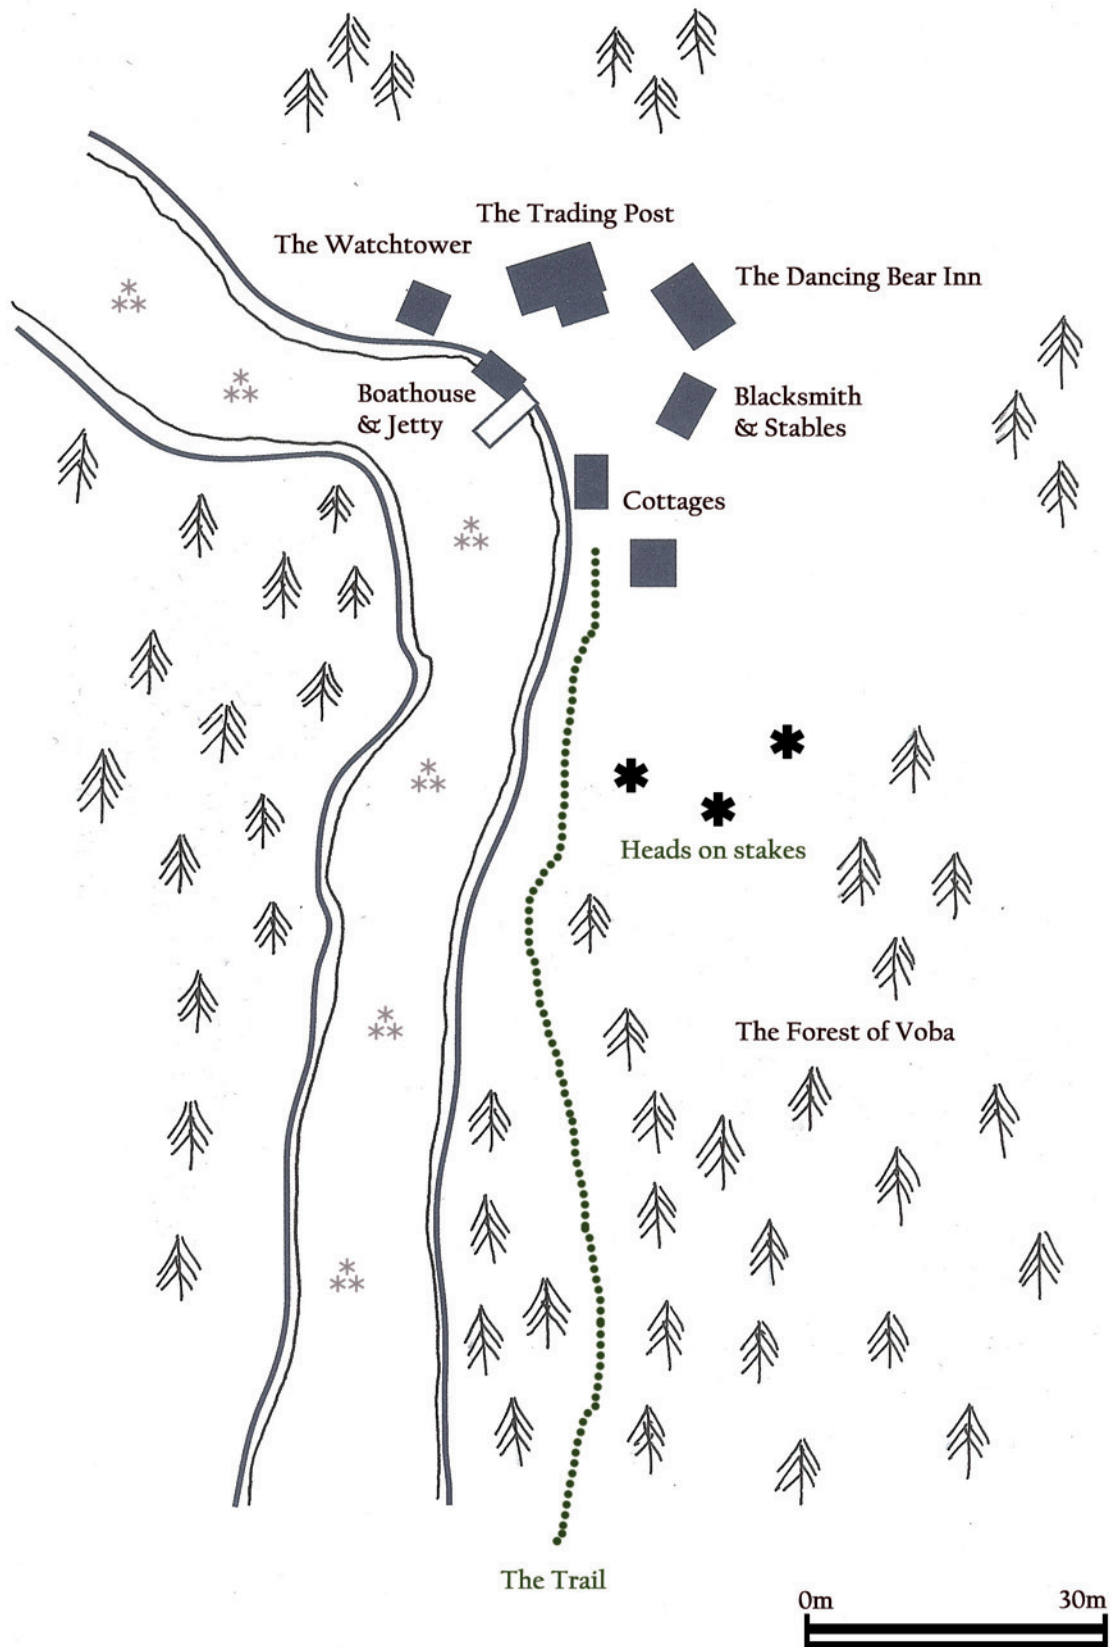 The Trading Post
The Watchtower
The Dancing Bear Inn
Boathouse
& Jetty
Blacksmith
& Stables
Cottages
Heads on stakes
The Forest of Voba
The Trail
0m
30m